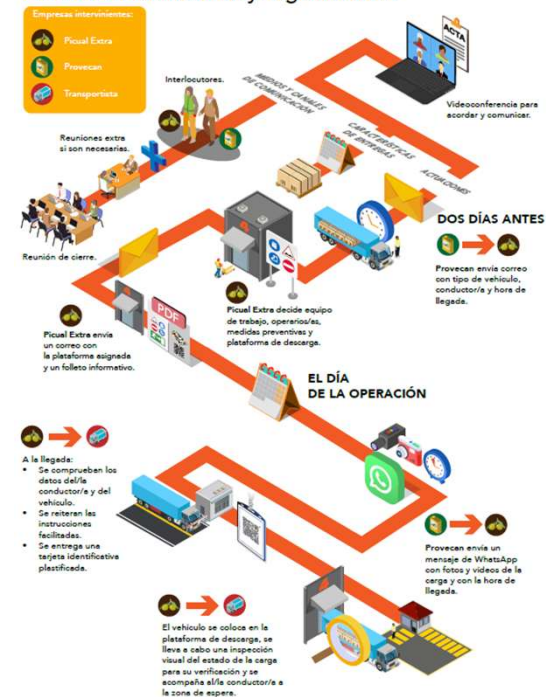 Empresas intervinientes:
Picual Extra
Provecan
Transportista
ACTA
Videoconferencia para
acordar y comunicar.
Interlocutores.
MEDIOS Y CANALES
DE COMUNICACIÓN
CARACTERÍSTICAS
DE ENTREGAS
ACTUACIONES
Reuniones extra
si son necesarias.
Reunión de cierre.
DOS DÍAS ANTES
Provecan envía correo
con tipo de vehículo,
conductor/a y hora de
llegada.
Picual Extra decide equipo
de trabajo, operarios/as,
medidas preventivas y
plataforma de descarga.
PDF
Picual Extra envía
un correo con
la plataforma asignada
y un folleto informativo.
EL DÍA
DE LA OPERACIÓN
A la llegada:
• Se comprueban los
datos del/la
conductor/a y del
vehículo.
• Se reiteran las
instrucciones
facilitadas.
• Se entrega una
tarjeta identificativa
plastificada.
Provecan envía un
mensaje de WhatsApp
con fotos y vídeos de la
carga y con la hora de
llegada.
El vehículo se coloca en la
plataforma de descarga, se
lleva a cabo una inspección
visual del estado de la carga
para su verificación y se
acompaña al/la conductor/a a
la zona de espera.